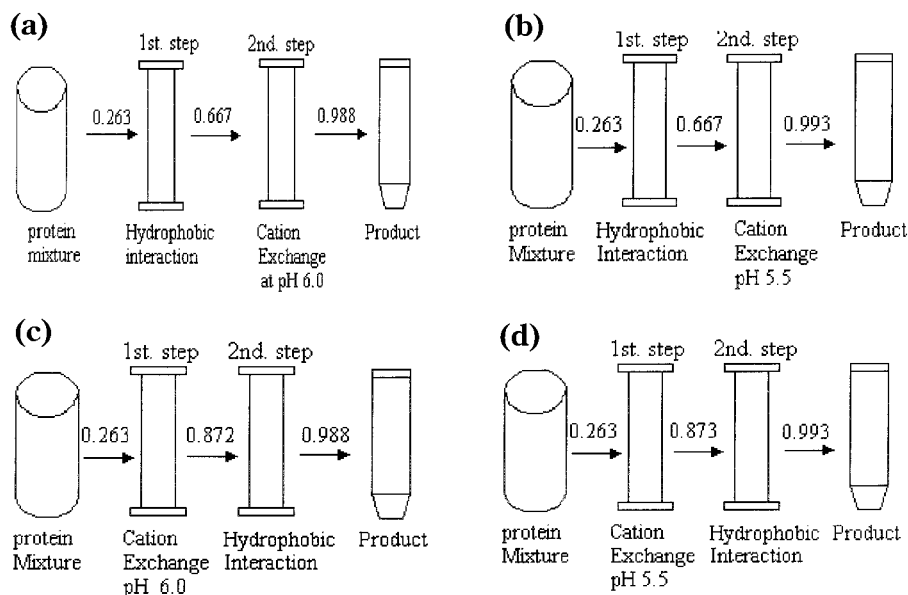 (a)
1st. step 2nd. step
0.263 0.667 0.988
protein
mixture
Hydrophobic
interaction
Cation
Exchange
at pH 6.0
Product
(b)
1st. step 2nd. step
0.263 0.667 0.993
protein
Mixture
Hydrophobic
Interaction
Cation
Exchange
pH 5.5
Product
(c)
1st. step 2nd. step
0.263 0.872 0.988
protein
Mixture
Cation
Exchange
pH 6.0
Hydrophobic
Interaction
Product
(d)
1st. step 2nd. step
0.263 0.873 0.993
protein
Mixture
Cation
Exchange
pH 5.5
Hydrophobic
Interaction
Product